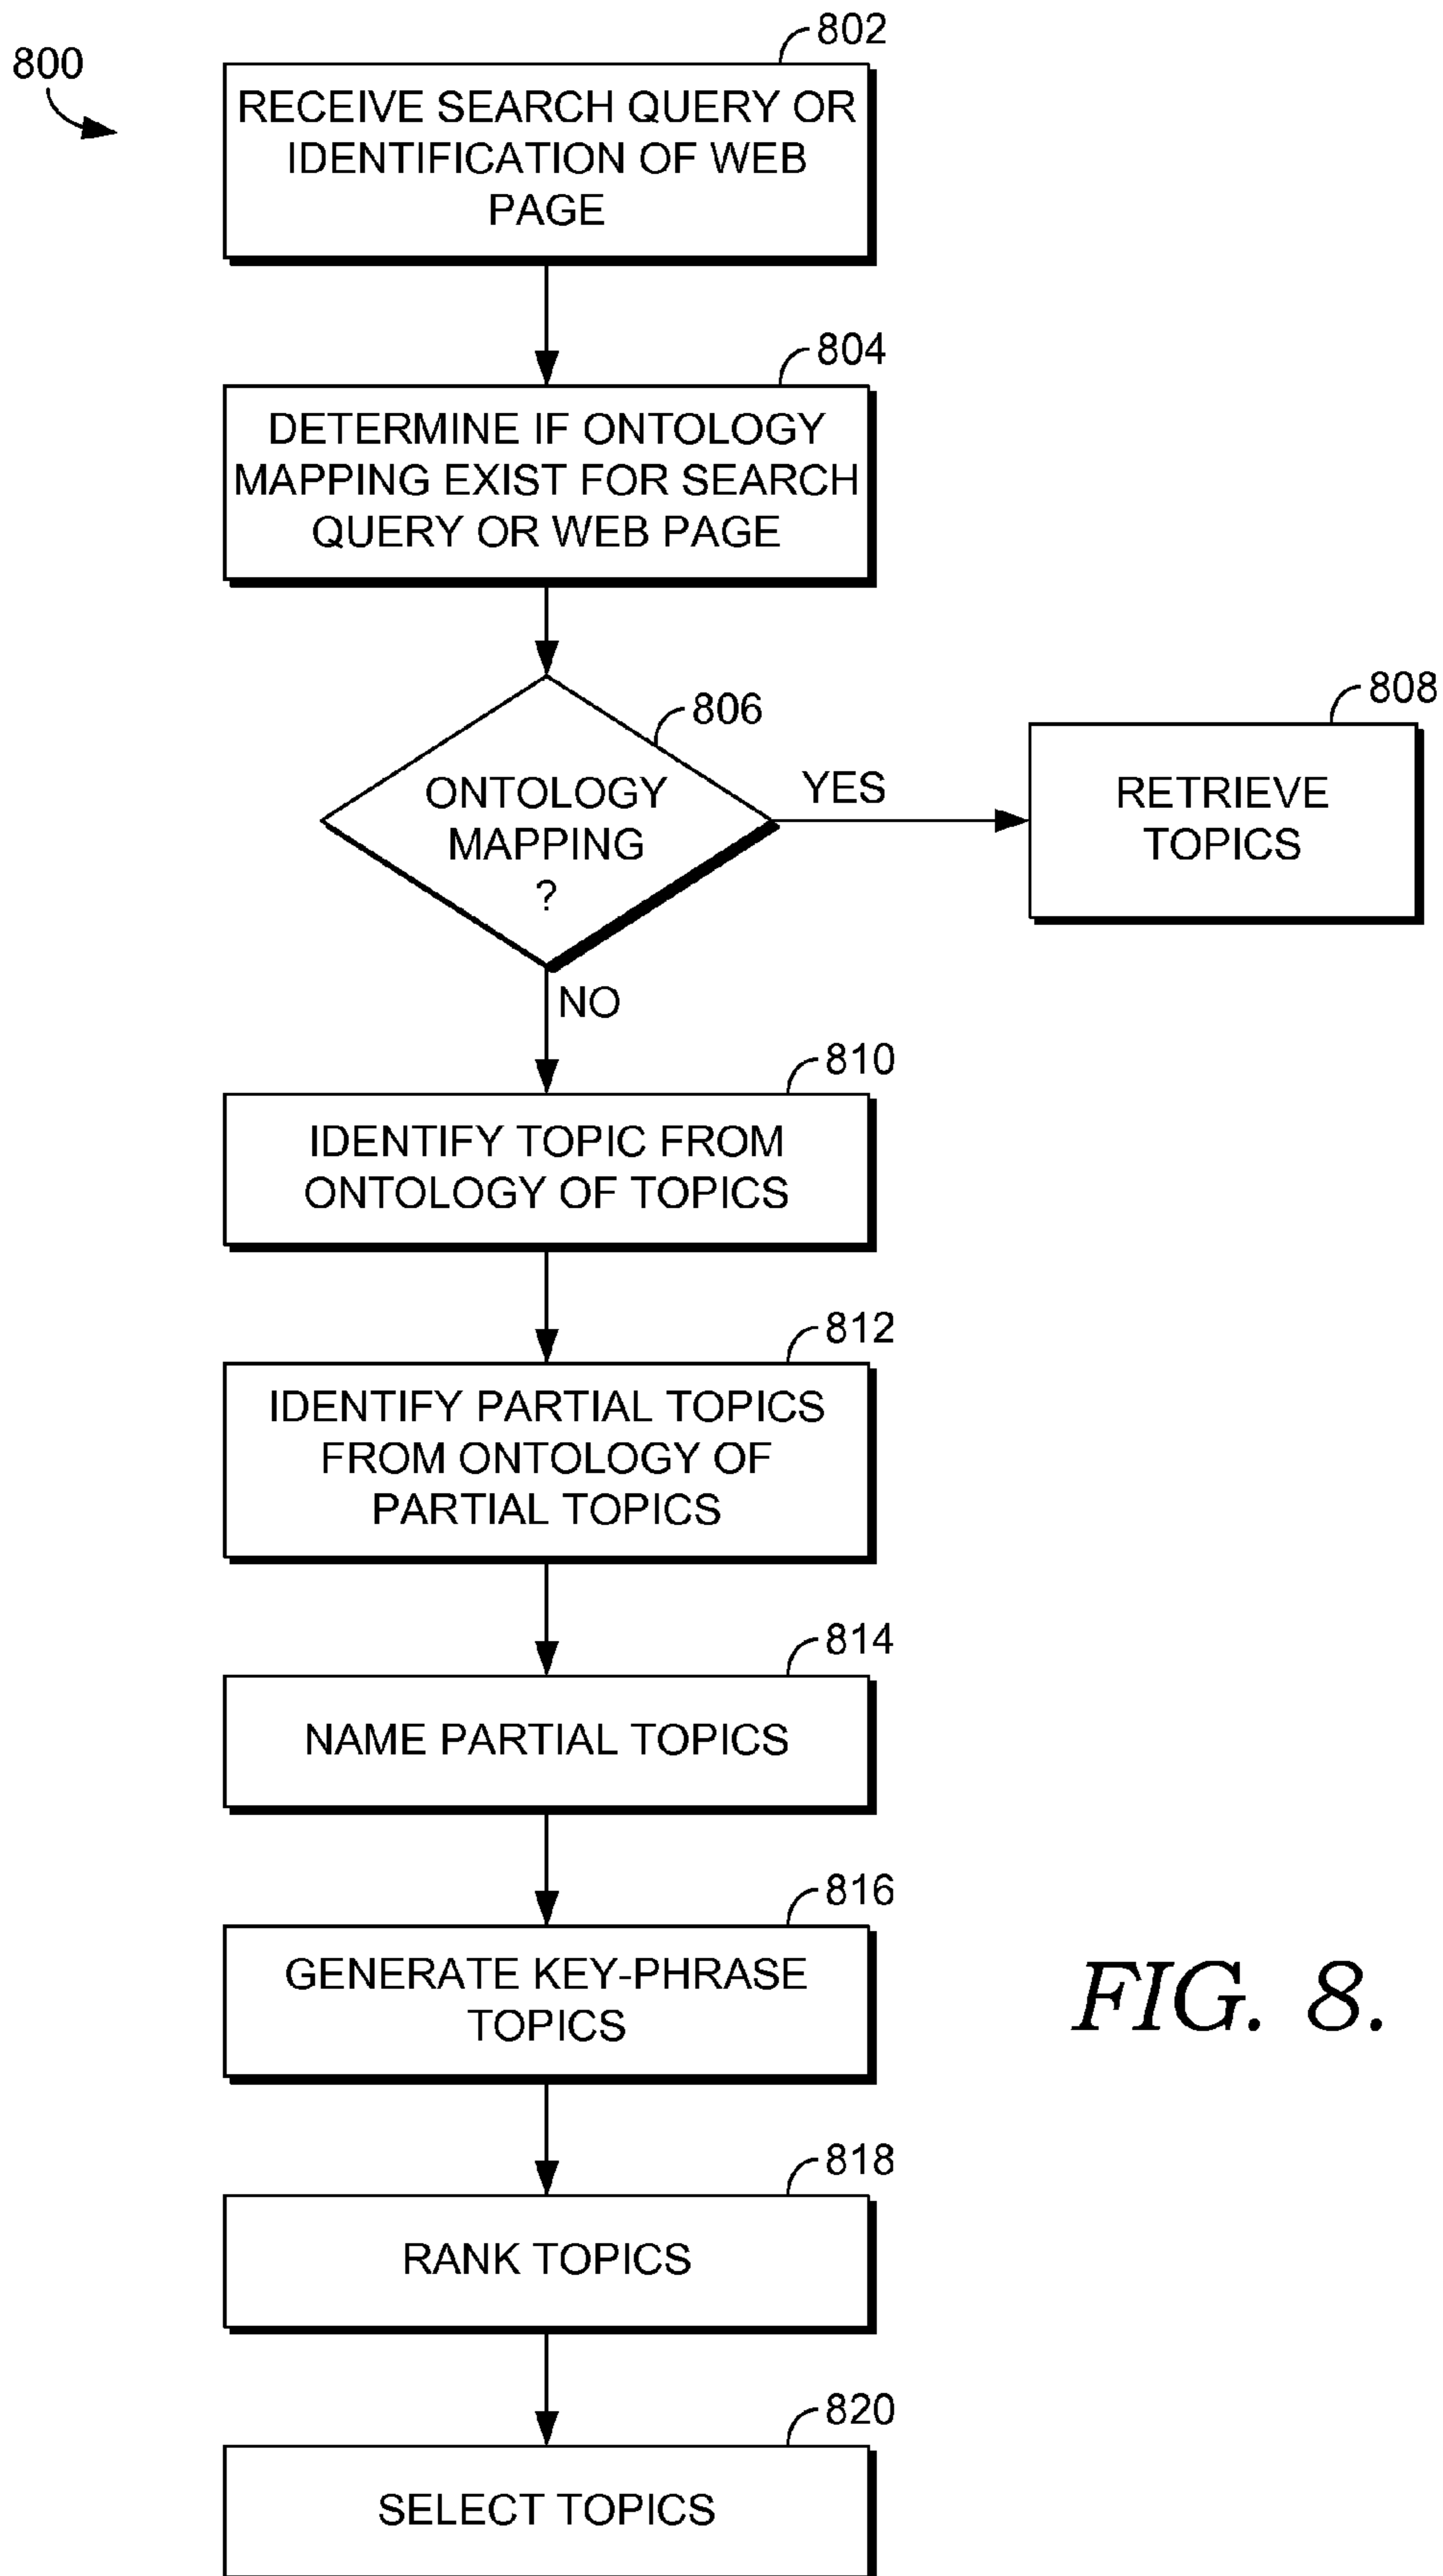 800
802
RECEIVE SEARCH QUERY OR
IDENTIFICATION OF WEB
PAGE
804
DETERMINE IF ONTOLOGY
MAPPING EXIST FOR SEARCH
QUERY OR WEB PAGE
806
ONTOLOGY
MAPPING
?
YES
808
RETRIEVE
TOPICS
NO
810
IDENTIFY TOPIC FROM
ONTOLOGY OF TOPICS
812
IDENTIFY PARTIAL TOPICS
FROM ONTOLOGY OF
PARTIAL TOPICS
814
NAME PARTIAL TOPICS
816
GENERATE KEY-PHRASE
TOPICS
FIG. 8.
818
RANK TOPICS
820
SELECT TOPICS